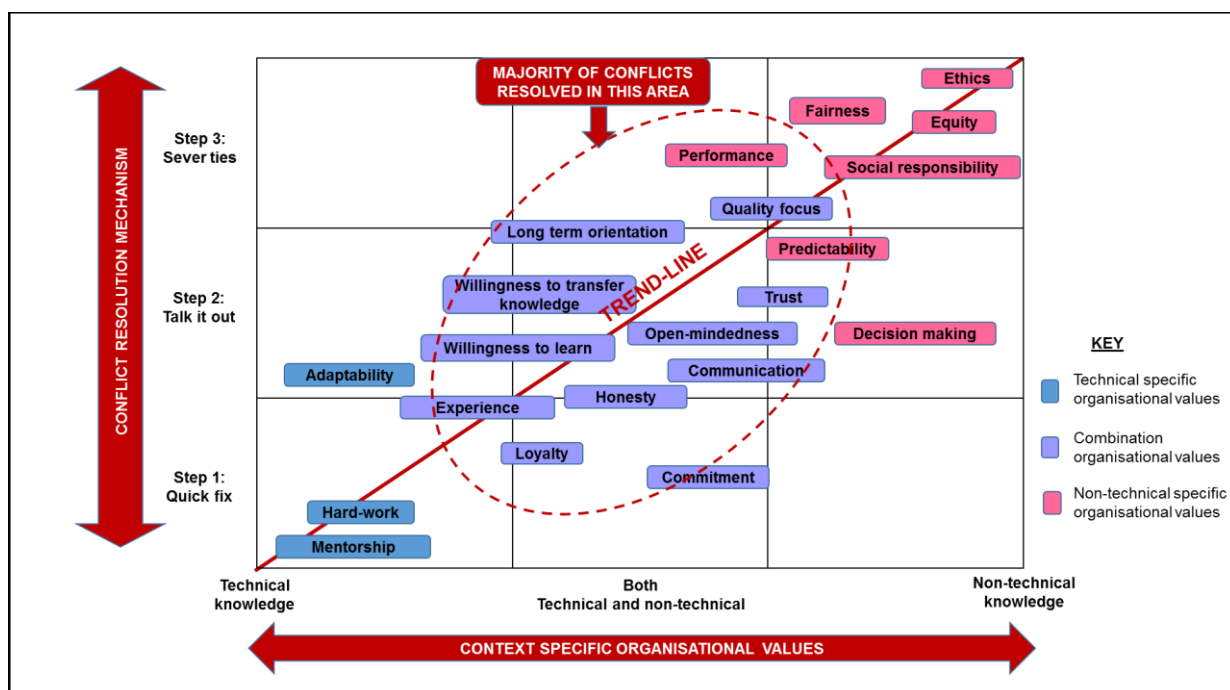 MAJORITY OF CONFLICTS
RESOLVED IN THIS AREA
Ethics
Fairness
Equity
Step 3:
Sever ties
Performance
Social responsibility
Quality focus
Long term orientation
Predictability
CONFLICT RESOLUTION MECHANISM
TREND-LINE
Step 2:
Talk it out
Willingness to transfer
knowledge
Trust
Open-mindedness
Decision making
Willingness to learn
Communication
Adaptability
Experience
Honesty
Loyalty
Commitment
Step 1:
Quick fix
Hard-work
Mentorship
KEY
Technical specific
organisational values
Combination
organisational values
Non-technical specific
organisational values
Technical
knowledge
Both
Technical and non-technical
Non-technical
knowledge
CONTEXT SPECIFIC ORGANISATIONAL VALUES